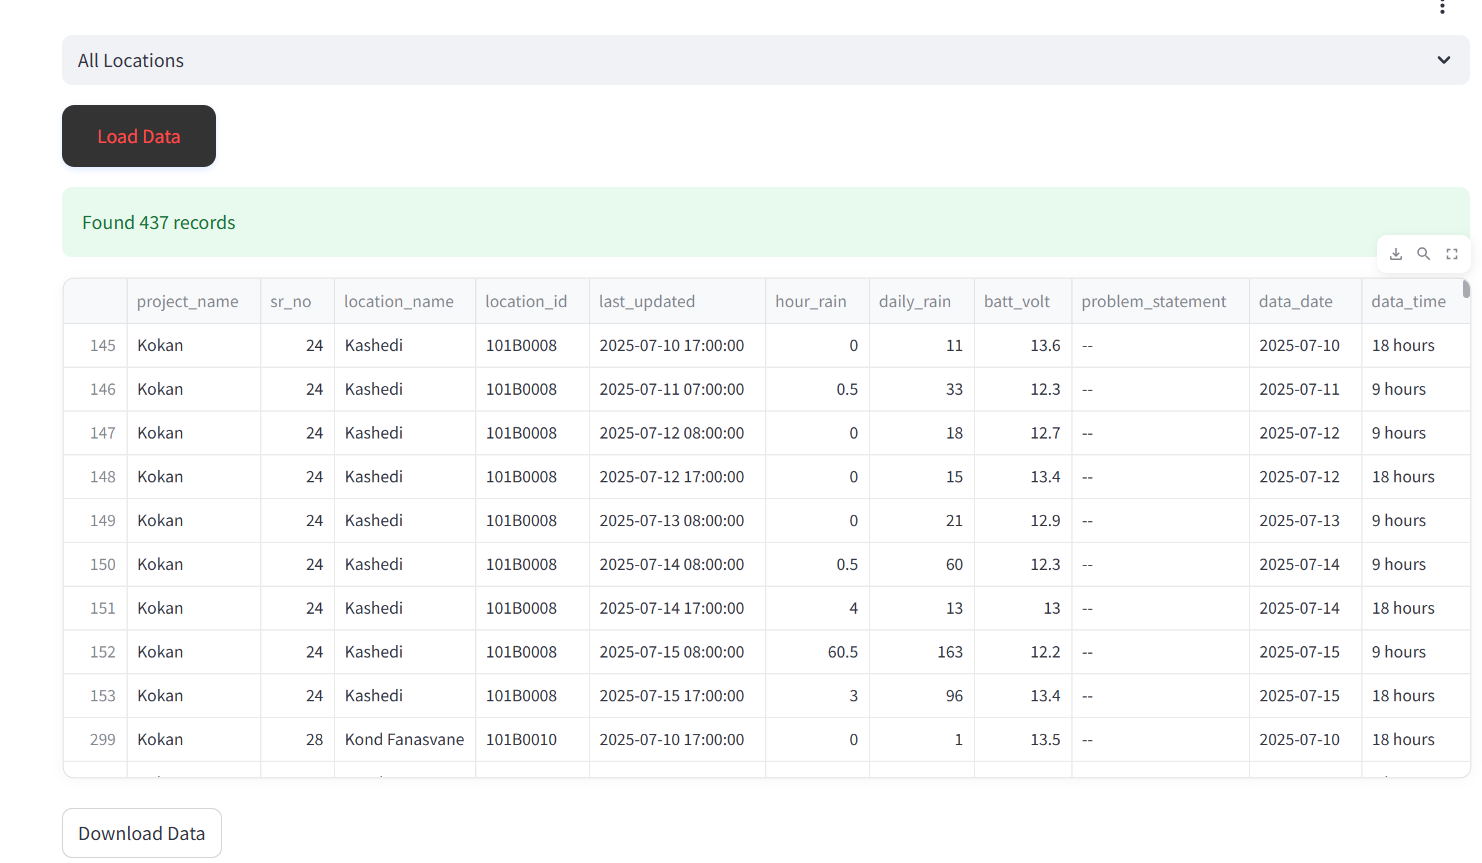 All Locations
Load Data
Found 437 records
project_name sr_no location_name location_id last_updated hour_rain daily_rain batt_volt problem_statement data_date data_time
145 Kokan 24 Kashedi 101B0008 2025-07-10 17:00:00 0 11 13.6 -- 2025-07-10 18 hours
146 Kokan 24 Kashedi 101B0008 2025-07-11 07:00:00 0.5 33 12.3 -- 2025-07-11 9 hours
147 Kokan 24 Kashedi 101B0008 2025-07-12 08:00:00 0 18 12.7 -- 2025-07-12 9 hours
148 Kokan 24 Kashedi 101B0008 2025-07-12 17:00:00 0 15 13.4 -- 2025-07-12 18 hours
149 Kokan 24 Kashedi 101B0008 2025-07-13 08:00:00 0 21 12.9 -- 2025-07-13 9 hours
150 Kokan 24 Kashedi 101B0008 2025-07-14 08:00:00 0.5 60 12.3 -- 2025-07-14 9 hours
151 Kokan 24 Kashedi 101B0008 2025-07-14 17:00:00 4 13 13 -- 2025-07-14 18 hours
152 Kokan 24 Kashedi 101B0008 2025-07-15 08:00:00 60.5 163 12.2 -- 2025-07-15 9 hours
153 Kokan 24 Kashedi 101B0008 2025-07-15 17:00:00 3 96 13.4 -- 2025-07-15 18 hours
299 Kokan 28 Kond Fanasvane 101B0010 2025-07-10 17:00:00 0 1 13.5 -- 2025-07-10 18 hours
Download Data